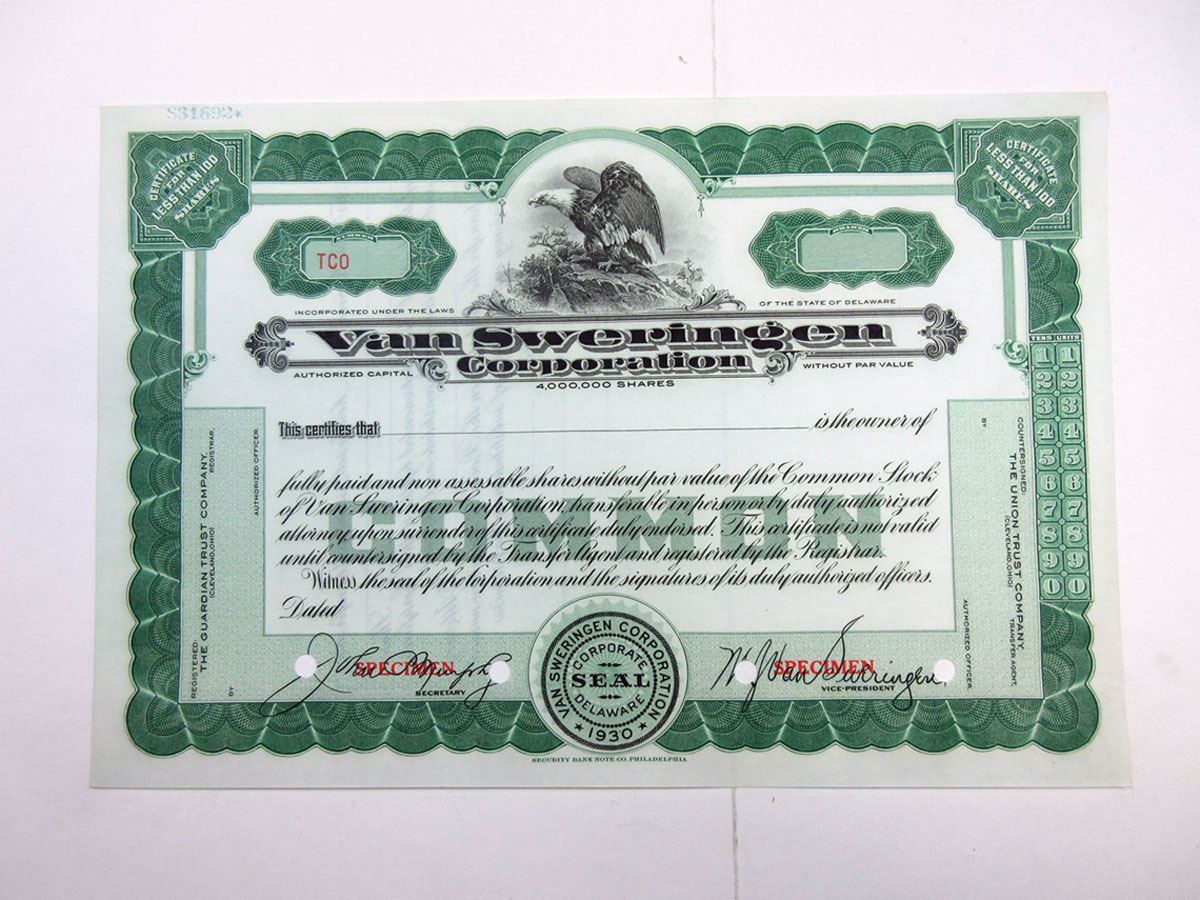 S31892*
CERTIFICATE
FOR
LESS THAN 100
SHARES
CERTIFICATE
FOR
LESS THAN 100
SHARES
TCO
SHARES
INCORPORATED UNDER THE LAWS
OF THE STATE OF DELAWARE
Van Sweringen
Corporation
AUTHORIZED CAPITAL
WITHOUT PAR VALUE
4,000,000 SHARES
This certifies that
is the owner of
fully paid and non assessable shares without par value of the Common Stock
of Van Sweringen Corporation, transferable in person or by duly authorized
attorney, upon surrender of this certificate duly endorsed. This certificate is not valid
until countersigned by the Transfer Agent and registered by the Registrar.
Witness the seal of the Corporation and the signatures of its duly authorized officers.
Dated
COMMON
REGISTERED:
THE GUARDIAN TRUST COMPANY,
(CLEVELAND, OHIO)
REGISTRAR,
BY
AUTHORIZED OFFICER.
COUNTERSIGNED:
THE UNION TRUST COMPANY,
(CLEVELAND, OHIO)
TRANSFER AGENT,
BY
AUTHORIZED OFFICER.
TENS UNITS
1 1
2 2
3 3
4 4
5 5
6 6
7 7
8 8
9 9
0 0
John P. Murphy
SPECIMEN
SECRETARY
VAN SWERINGEN CORPORATION
CORPORATE
SEAL
DELAWARE
★ 1930 ★
M J Van Sweringen
SPECIMEN
VICE-PRESIDENT
SECURITY BANK NOTE CO. PHILADELPHIA